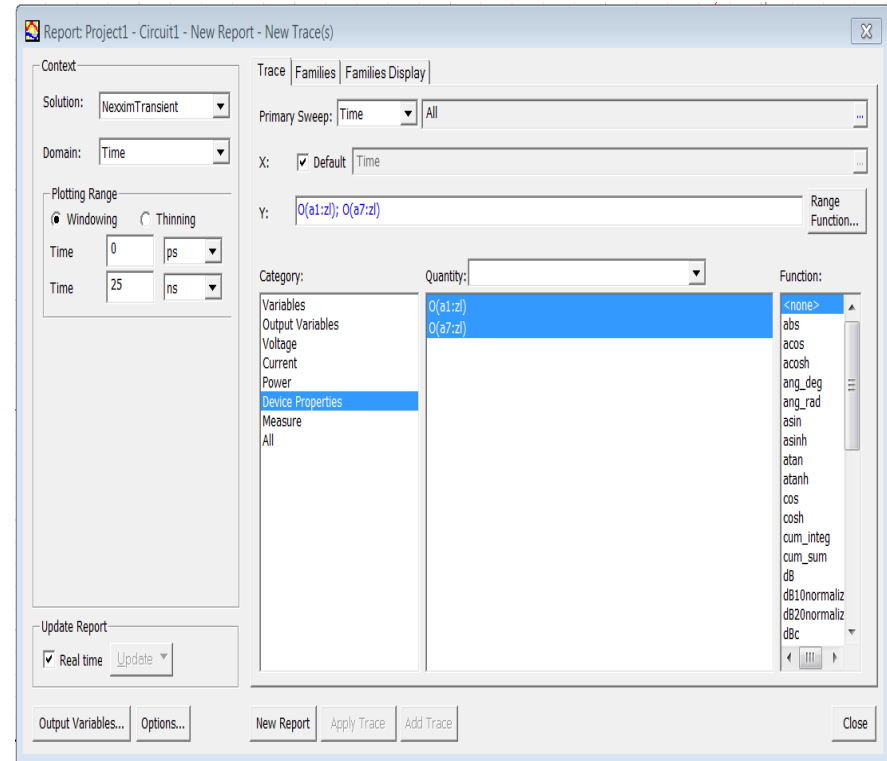 Report: Project1 - Circuit1 - New Report - New Trace(s)
Context
Solution: NexximTransient
Domain: Time
Plotting Range
Windowing Thinning
Time 0 ps
Time 25 ns
Update Report
Real time Update
Output Variables... Options...
Trace Families Families Display
Primary Sweep: Time All ...
X: Default Time ...
Y: O(a1:zl); O(a7:zl) Range Function...
Category:
Variables
Output Variables
Voltage
Current
Power
Device Properties
Measure
All
Quantity:
O(a1:zl)
O(a7:zl)
Function:
<none>
abs
acos
acosh
ang_deg
ang_rad
asin
asinh
atan
atanh
cos
cosh
cum_integ
cum_sum
dB
dB10normaliz
dB20normaliz
dBc
New Report Apply Trace Add Trace Close